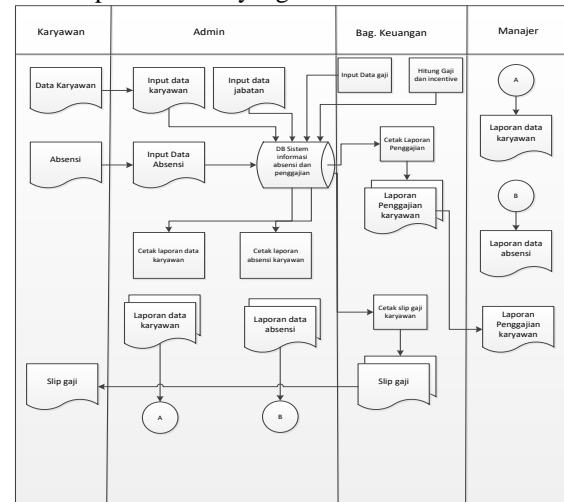 Karyawan
Admin
Bag. Keuangan
Manajer
Data Karyawan
Input data
karyawan
Input data
jabatan
Input Data gaji
Hitung Gaji
dan incentive
A
Laporan data
karyawan
Absensi
Input Data
Absensi
DB Sistem
informasi
absensi dan
penggajian
Cetak Laporan
Penggajian
Laporan
Penggajian
karyawan
B
Laporan data
absensi
Cetak laporan data
karyawan
Cetak laporan
absensi karyawan
Laporan data
karyawan
Laporan data
absensi
Cetak slip gaji
karyawan
Laporan
Penggajian
karyawan
Slip gaji
Slip gaji
A
B